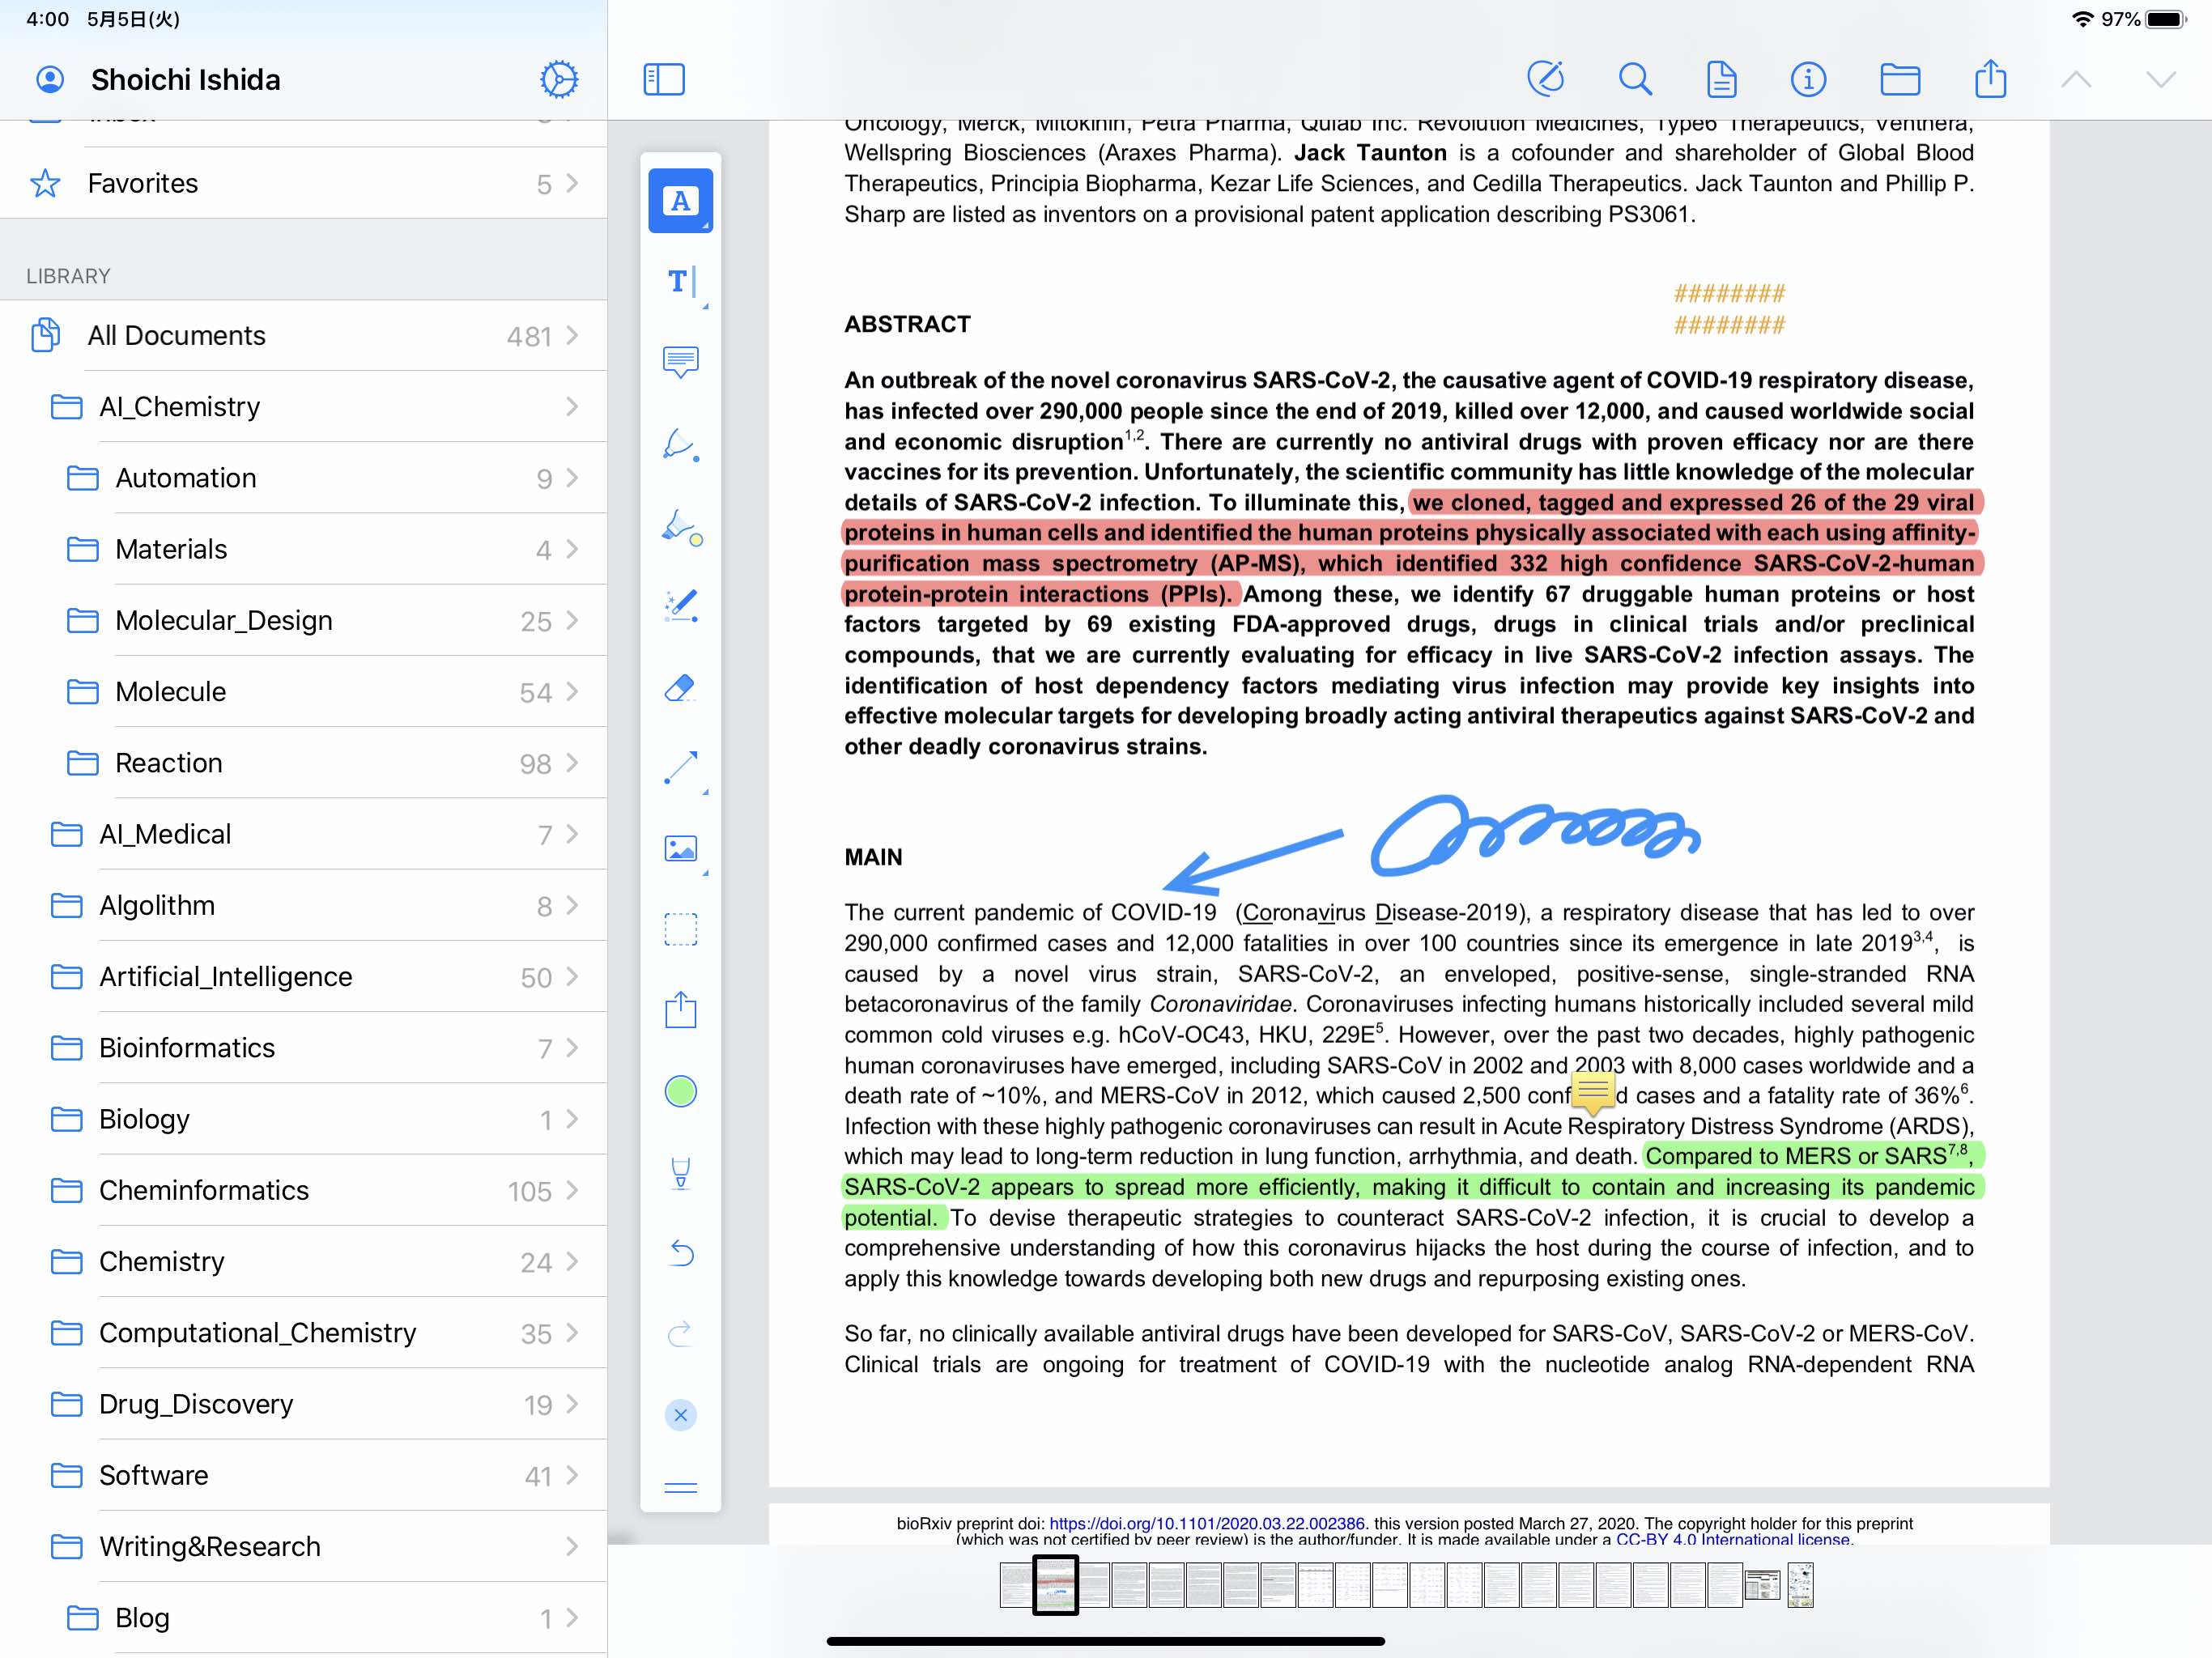 4:00 5月5日(火)
97%
Shoichi Ishida
Inbox
Favorites 5
LIBRARY
All Documents 481
AI_Chemistry
Automation 9
Materials 4
Molecular_Design 25
Molecule 54
Reaction 98
AI_Medical 7
Algolithm 8
Artificial_Intelligence 50
Bioinformatics 7
Biology 1
Cheminformatics 105
Chemistry 24
Computational_Chemistry 35
Drug_Discovery 19
Software 41
Writing&Research
Blog 1
A
T
Oncology, Merck, Mitokinin, Petra Pharma, Qulab Inc. Revolution Medicines, Type6 Therapeutics, Venthera,
Wellspring Biosciences (Araxes Pharma). Jack Taunton is a cofounder and shareholder of Global Blood
Therapeutics, Principia Biopharma, Kezar Life Sciences, and Cedilla Therapeutics. Jack Taunton and Phillip P.
Sharp are listed as inventors on a provisional patent application describing PS3061.
########
########
ABSTRACT
An outbreak of the novel coronavirus SARS-CoV-2, the causative agent of COVID-19 respiratory disease,
has infected over 290,000 people since the end of 2019, killed over 12,000, and caused worldwide social
and economic disruption1,2. There are currently no antiviral drugs with proven efficacy nor are there
vaccines for its prevention. Unfortunately, the scientific community has little knowledge of the molecular
details of SARS-CoV-2 infection. To illuminate this, we cloned, tagged and expressed 26 of the 29 viral
proteins in human cells and identified the human proteins physically associated with each using affinity-
purification mass spectrometry (AP-MS), which identified 332 high confidence SARS-CoV-2-human
protein-protein interactions (PPIs). Among these, we identify 67 druggable human proteins or host
factors targeted by 69 existing FDA-approved drugs, drugs in clinical trials and/or preclinical
compounds, that we are currently evaluating for efficacy in live SARS-CoV-2 infection assays. The
identification of host dependency factors mediating virus infection may provide key insights into
effective molecular targets for developing broadly acting antiviral therapeutics against SARS-CoV-2 and
other deadly coronavirus strains.
MAIN
The current pandemic of COVID-19 (Coronavirus Disease-2019), a respiratory disease that has led to over
290,000 confirmed cases and 12,000 fatalities in over 100 countries since its emergence in late 20193,4, is
caused by a novel virus strain, SARS-CoV-2, an enveloped, positive-sense, single-stranded RNA
betacoronavirus of the family Coronaviridae. Coronaviruses infecting humans historically included several mild
common cold viruses e.g. hCoV-OC43, HKU, 229E5. However, over the past two decades, highly pathogenic
human coronaviruses have emerged, including SARS-CoV in 2002 and 2003 with 8,000 cases worldwide and a
death rate of ~10%, and MERS-CoV in 2012, which caused 2,500 conf d cases and a fatality rate of 36%6.
Infection with these highly pathogenic coronaviruses can result in Acute Respiratory Distress Syndrome (ARDS),
which may lead to long-term reduction in lung function, arrhythmia, and death. Compared to MERS or SARS7,8,
SARS-CoV-2 appears to spread more efficiently, making it difficult to contain and increasing its pandemic
potential. To devise therapeutic strategies to counteract SARS-CoV-2 infection, it is crucial to develop a
comprehensive understanding of how this coronavirus hijacks the host during the course of infection, and to
apply this knowledge towards developing both new drugs and repurposing existing ones.
So far, no clinically available antiviral drugs have been developed for SARS-CoV, SARS-CoV-2 or MERS-CoV.
Clinical trials are ongoing for treatment of COVID-19 with the nucleotide analog RNA-dependent RNA
bioRxiv preprint doi: https://doi.org/10.1101/2020.03.22.002386. this version posted March 27, 2020. The copyright holder for this preprint
(which was not certified by peer review) is the author/funder. It is made available under a CC-BY 4.0 International license.